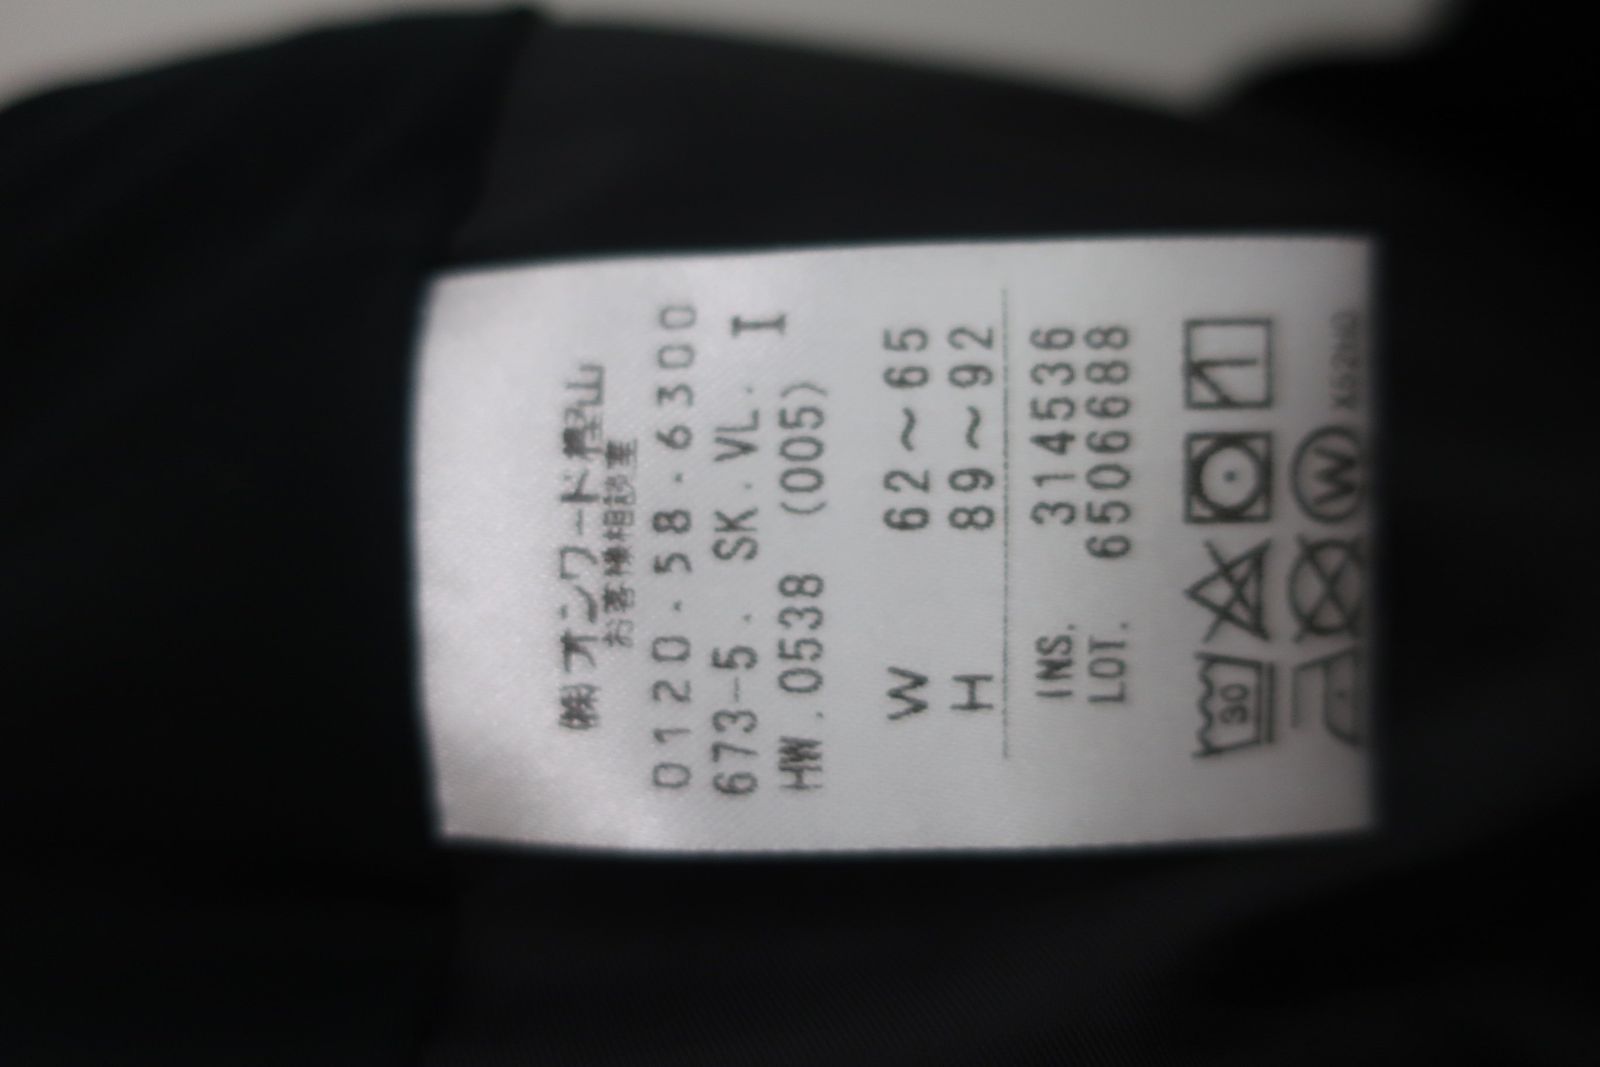 ㈱オンワード樫山
お客様相談室
0120-58-6300
673-5. SK.VL. I
HW.0538 (005)
W 62～65
H 89～92
INS. 314536
LOT. 6506688
30
W